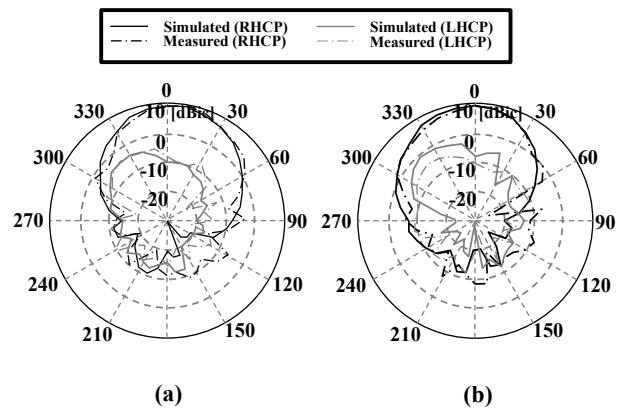 Simulated (RHCP) Simulated (LHCP)
Measured (RHCP) Measured (LHCP)
0 0
330 10 [dBic] 30 330 10 [dBic] 30
300 0 60 300 0 60
-10 -10
-20 -20
270 90 270 90
240 120 240 120
210 150 210 150
(a) (b)